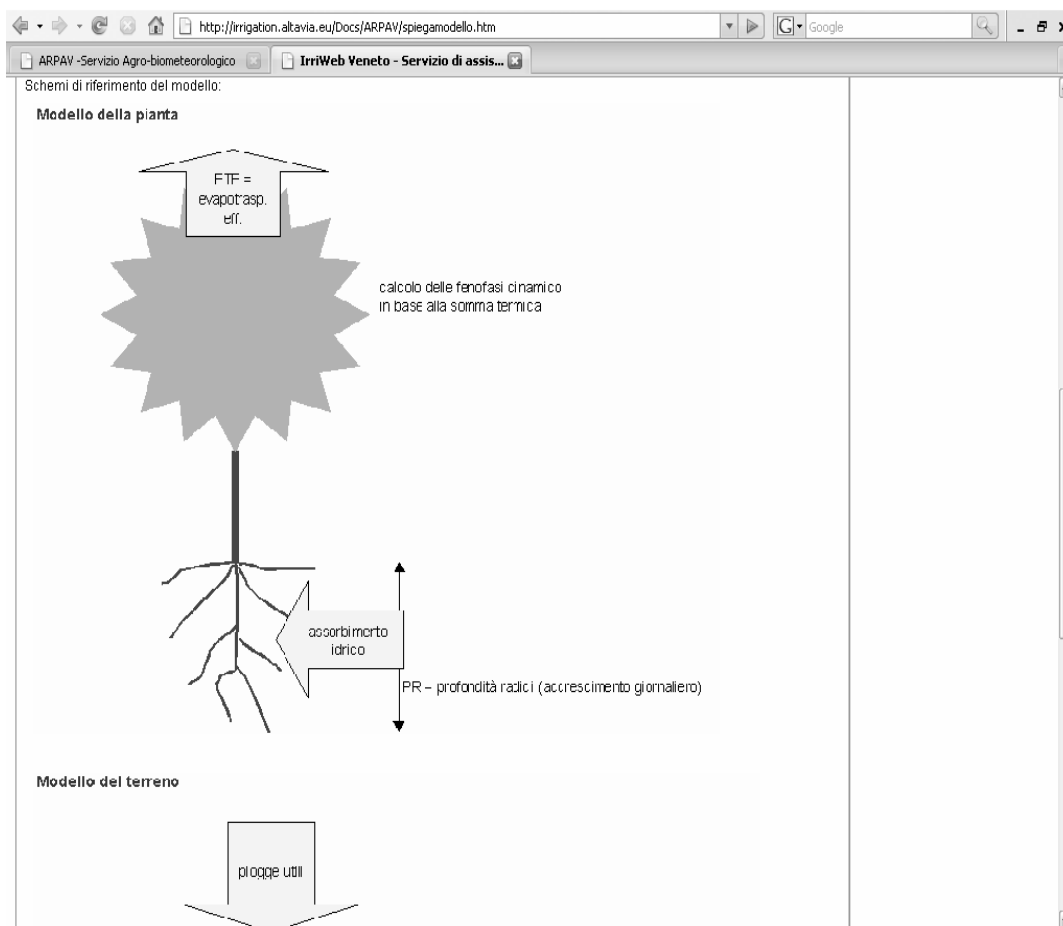 http://irrigation.altavia.eu/Docs/ARPAV/spiegamodello.htm
G Google
ARPAV -Servizio Agro-biometeorologico
IrriWeb Veneto - Servizio di assis...
Schemi di riferimento del modello:
Modello della pianta
ETE =
evapotrasp.
eff.
calcolo delle fenofasi dinamico
in base alla somma termica
assorbimento
idrico
PR – profondità radici (accrescimento giornaliero)
Modello del terreno
piogge utili